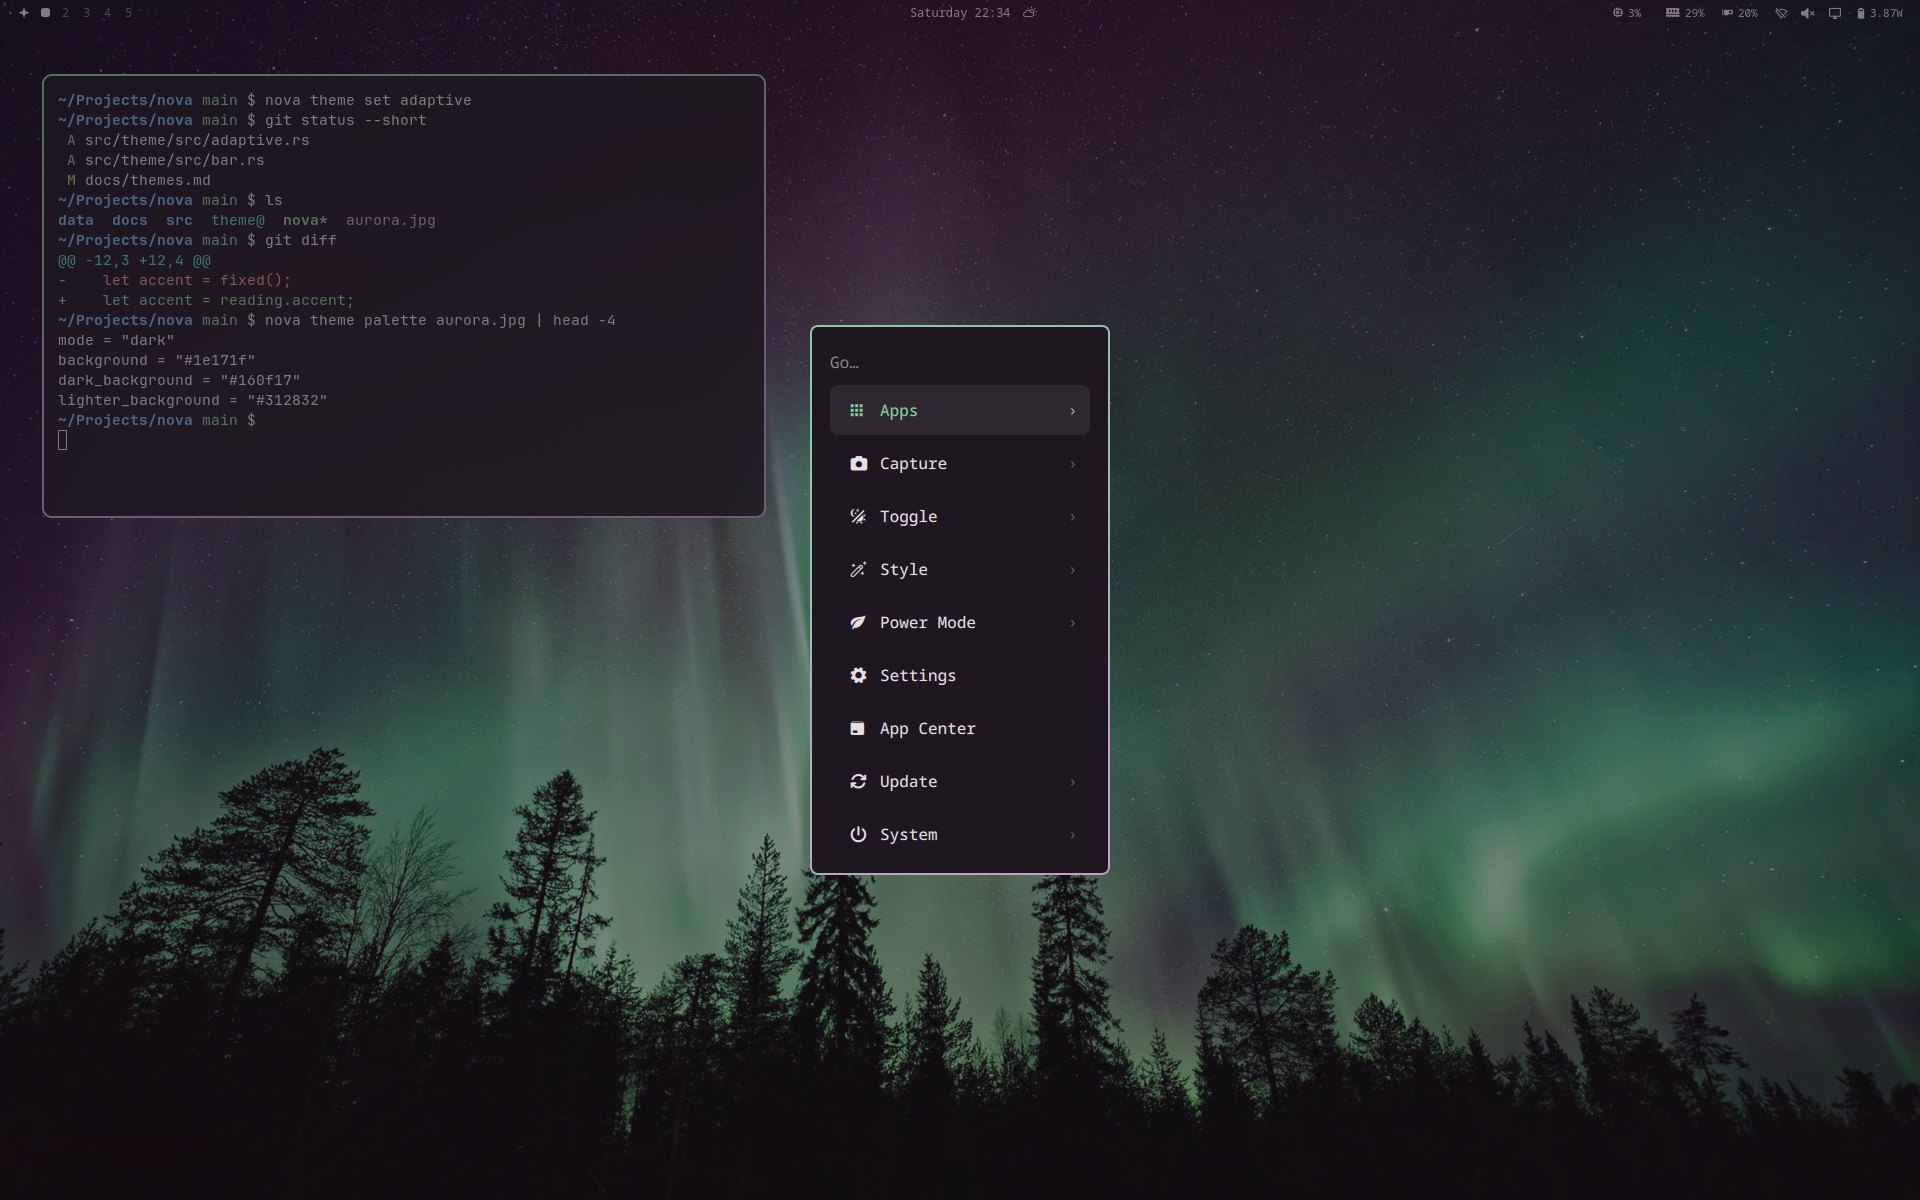 2 3 4 5
Saturday 22:34
3% 29% 20% 3.87W
~/Projects/nova main $ nova theme set adaptive
~/Projects/nova main $ git status --short
A src/theme/src/adaptive.rs
A src/theme/src/bar.rs
M docs/themes.md
~/Projects/nova main $ ls
data  docs  src  theme@  nova*  aurora.jpg
~/Projects/nova main $ git diff
@@ -12,3 +12,4 @@
-    let accent = fixed();
+    let accent = reading.accent;
~/Projects/nova main $ nova theme palette aurora.jpg | head -4
mode = "dark"
background = "#1e171f"
dark_background = "#160f17"
lighter_background = "#312832"
~/Projects/nova main $
Go…
Apps ›
Capture ›
Toggle ›
Style ›
Power Mode ›
Settings
App Center
Update ›
System ›